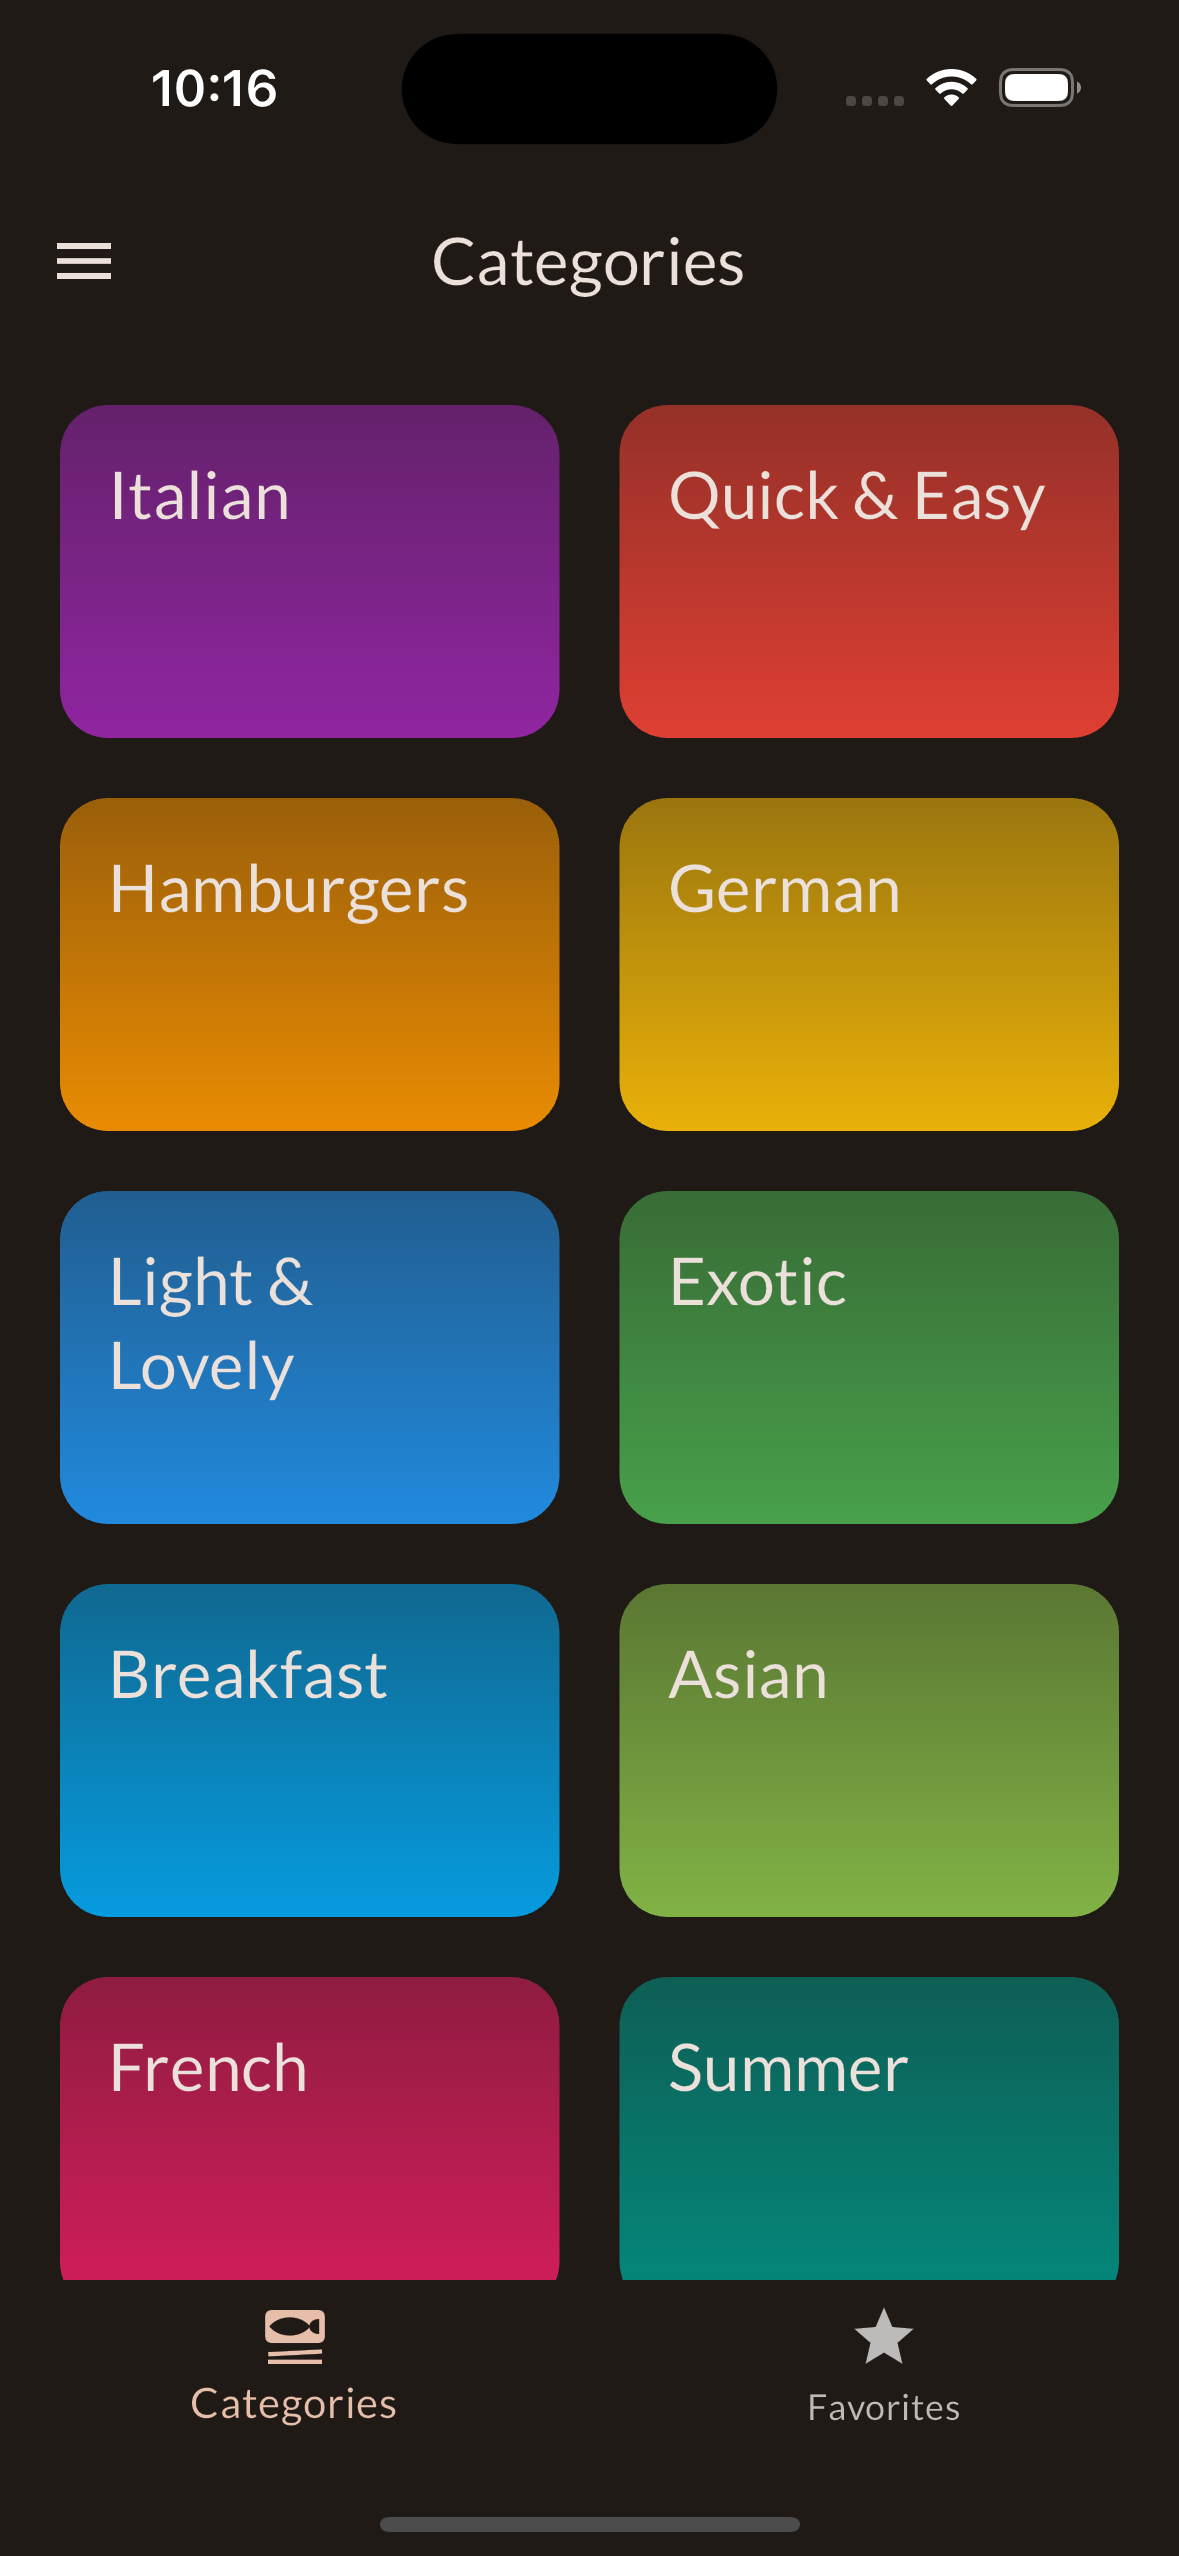 10:16
Categories
Italian
Quick & Easy
Hamburgers
German
Light &
Lovely
Exotic
Breakfast
Asian
French
Summer
Categories
Favorites